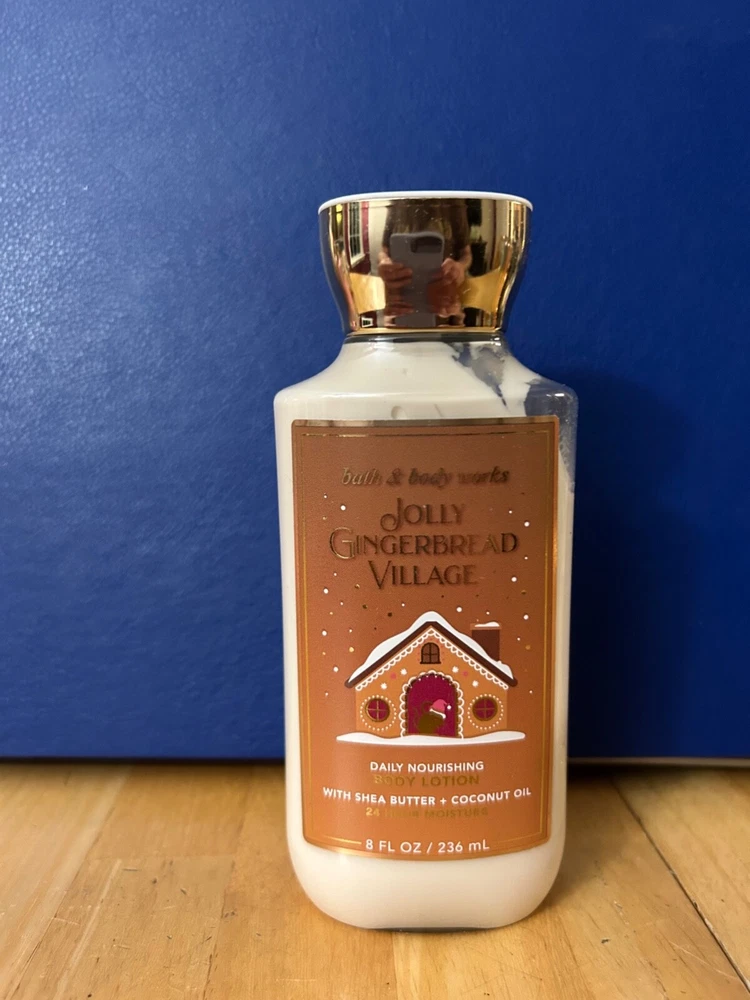 bath & body works
JOLLY
GINGERBREAD
VILLAGE
DAILY NOURISHING
BODY LOTION
WITH SHEA BUTTER + COCONUT OIL
24 HOUR MOISTURE
8 FL OZ / 236 mL